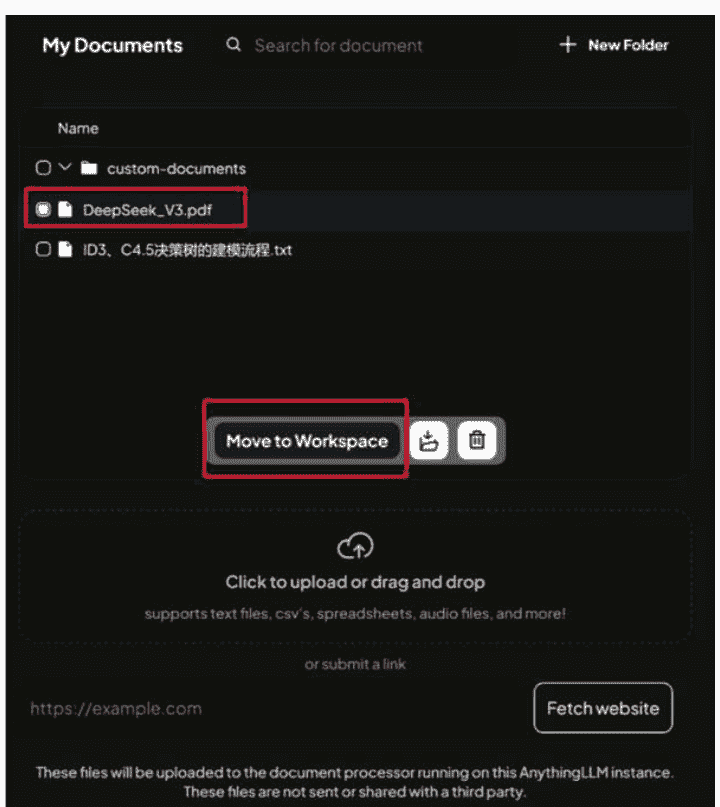 My Documents
Search for document
New Folder
Name
custom-documents
DeepSeek_V3.pdf
ID3、C4.5决策树的建模流程.txt
Move to Workspace
Click to upload or drag and drop
supports text files, csv's, spreadsheets, audio files, and more!
or submit a link
https://example.com
Fetch website
These files will be uploaded to the document processor running on this AnythingLLM instance.
These files are not sent or shared with a third party.